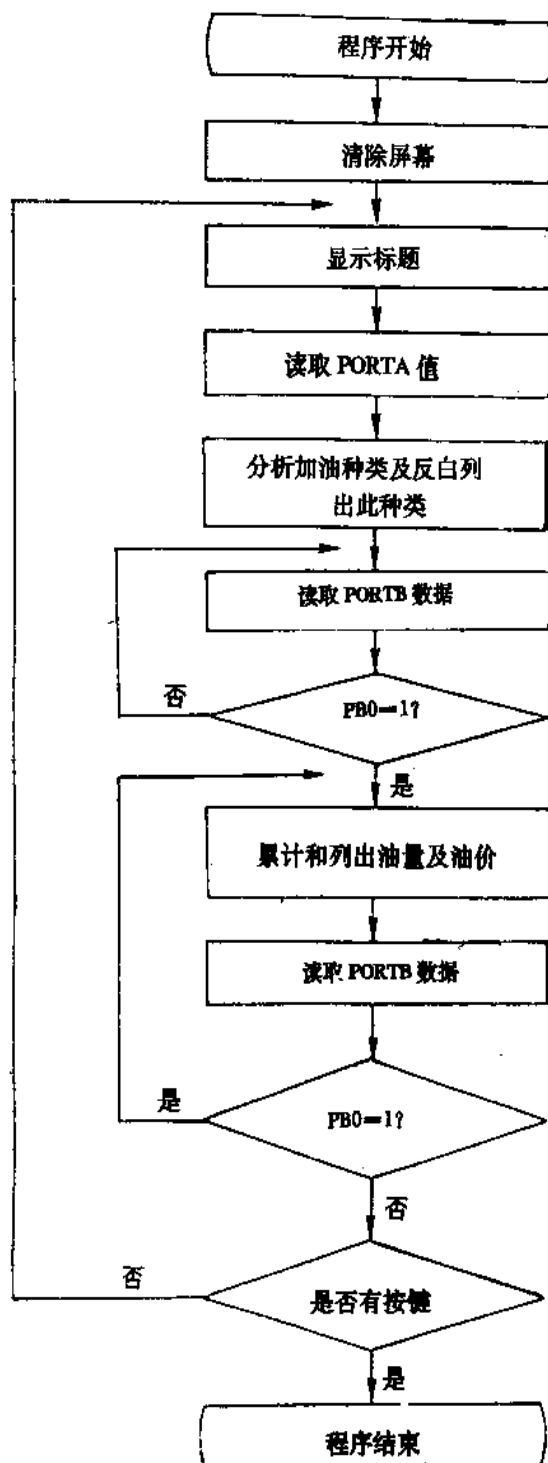 程序开始
清除屏幕
显示标题
读取 PORTA 值
分析加油种类及反白列
出此种类
读取 PORTB 数据
否
PB0=1?
是
累计和列出油量及油价
读取 PORTB 数据
是
PB0=1?
否
否
是否有按键
是
程序结束